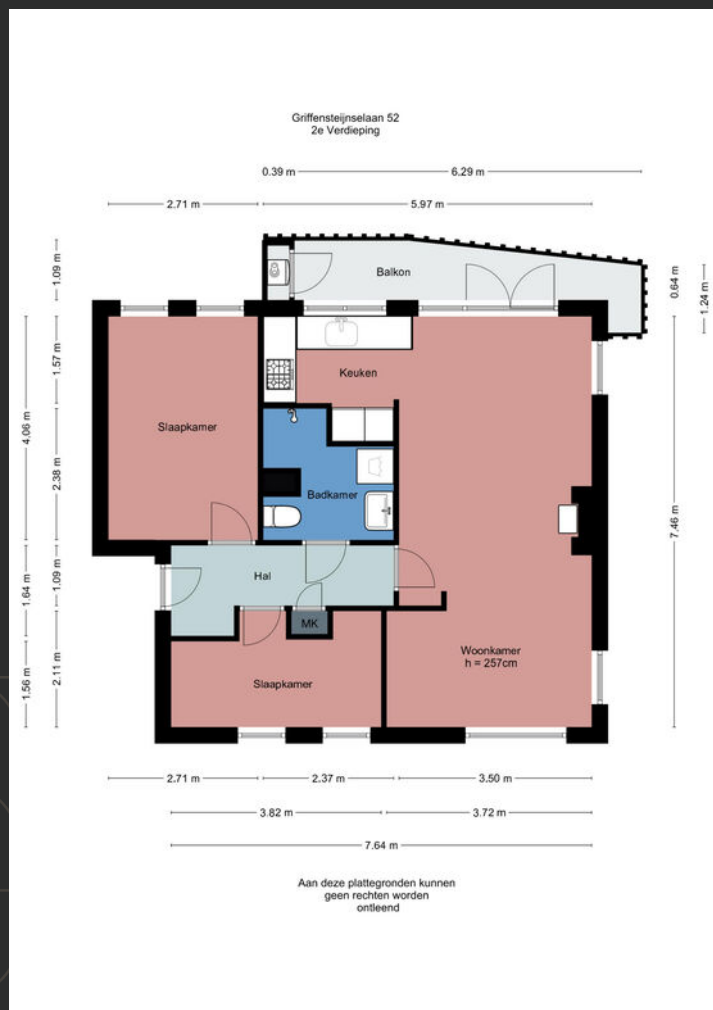 Griffensteijnselaan 52
2e Verdieping
0.39 m
6.29 m
2.71 m
5.97 m
1.09 m
0.64 m
1.24 m
Balkon
1.57 m
Keuken
4.06 m
Slaapkamer
2.38 m
Badkamer
7.46 m
Hal
1.64 m
1.09 m
MK
Woonkamer
h = 257cm
2.11 m
1.56 m
Slaapkamer
2.71 m
2.37 m
3.50 m
3.82 m
3.72 m
7.64 m
Aan deze plattegronden kunnen
geen rechten worden
ontleend